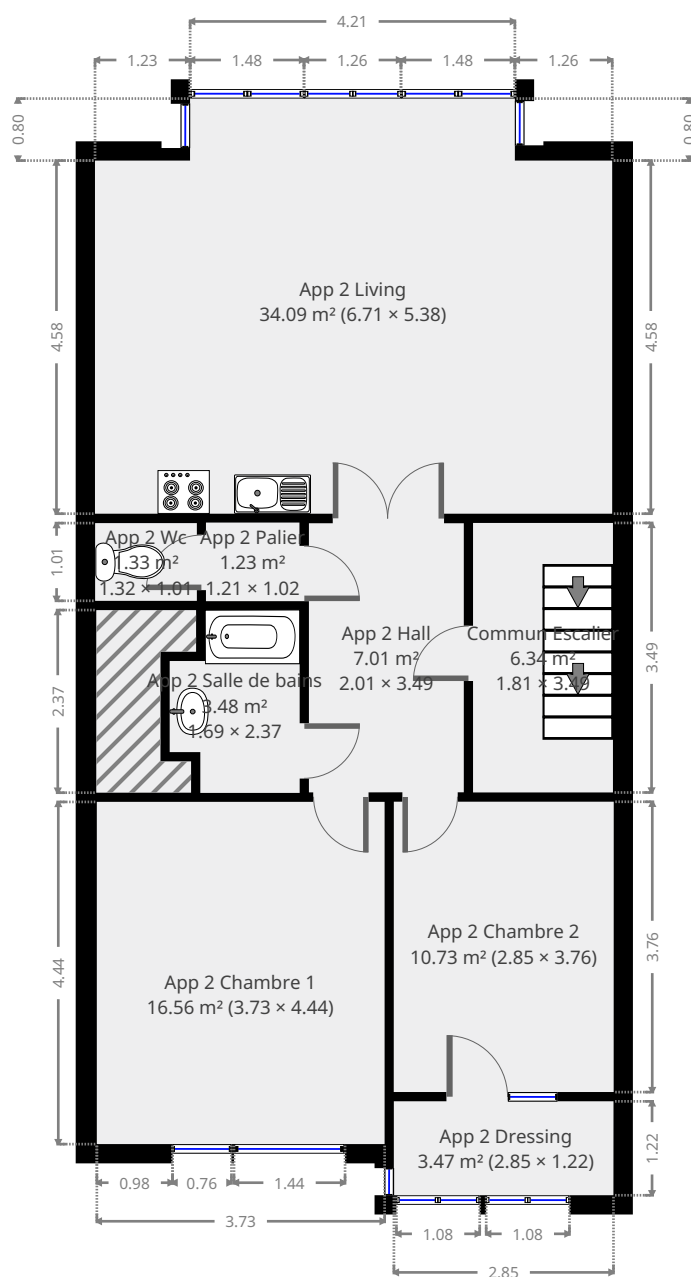 4.21
1.23
1.48
1.26
1.48
1.26
0.80
0.80
4.58
4.58
App 2 Living
34.09 m² (6.71 × 5.38)
App 2 Wc
1.33 m²
1.32 × 1.01
App 2 Palier
1.23 m²
1.21 × 1.02
1.01
App 2 Hall
7.01 m²
2.01 × 3.49
Commun Escalier
6.34 m²
1.81 × 3.49
3.49
App 2 Salle de bains
3.48 m²
1.69 × 2.37
2.37
App 2 Chambre 2
10.73 m² (2.85 × 3.76)
3.76
App 2 Chambre 1
16.56 m² (3.73 × 4.44)
4.44
App 2 Dressing
3.47 m² (2.85 × 1.22)
1.22
0.98
0.76
1.44
3.73
1.08
1.08
2.85